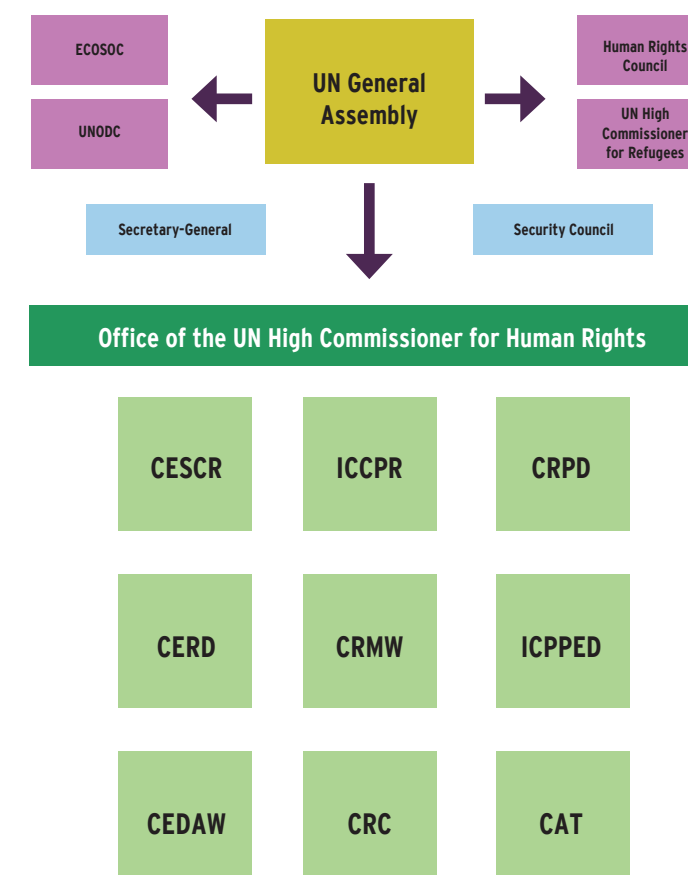 ECOSOC
UNODC
UN General
Assembly
Human Rights
Council
UN High
Commissioner
for Refugees
Secretary-General
Security Council
Office of the UN High Commissioner for Human Rights
CESCR
ICCPR
CRPD
CERD
CRMW
ICPPED
CEDAW
CRC
CAT